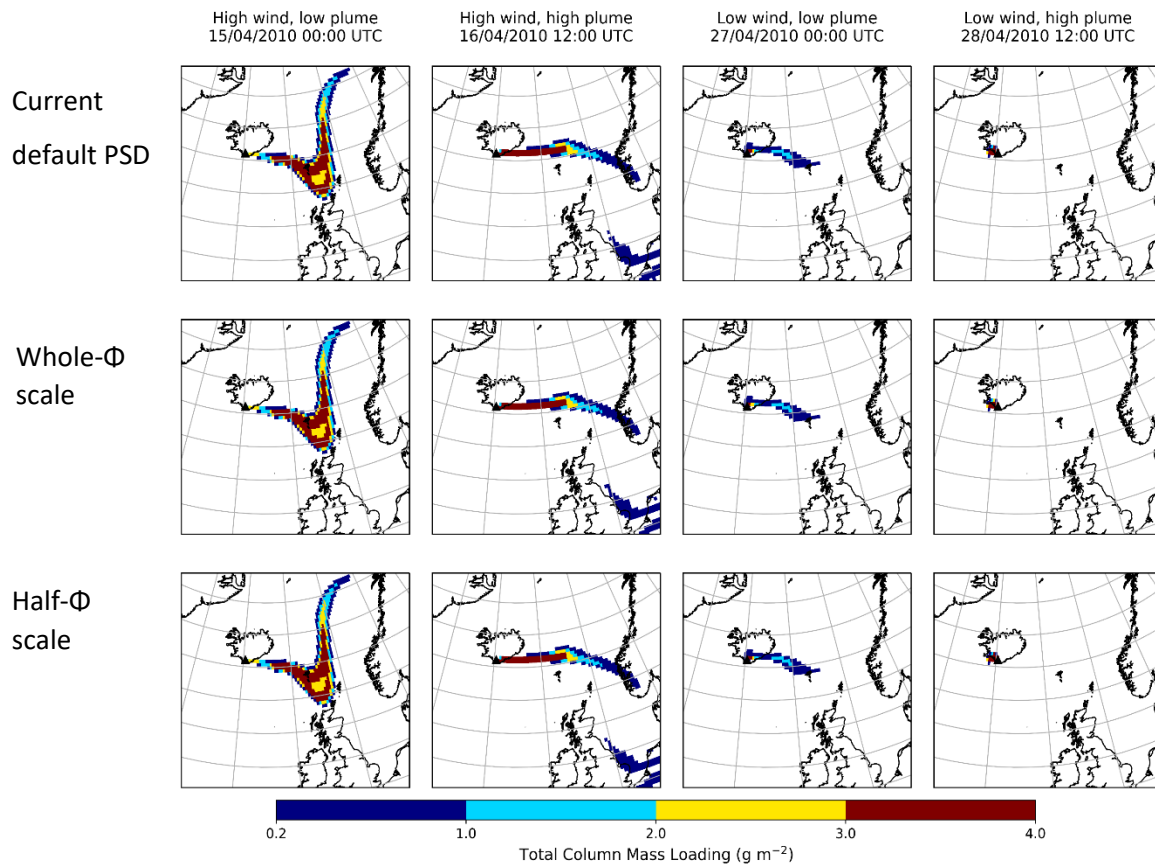 High wind, low plume
15/04/2010 00:00 UTC
High wind, high plume
16/04/2010 12:00 UTC
Low wind, low plume
27/04/2010 00:00 UTC
Low wind, high plume
28/04/2010 12:00 UTC
Current
default PSD
Whole-Φ
scale
Half-Φ
scale
0.2 1.0 2.0 3.0 4.0
Total Column Mass Loading (g m⁻²)